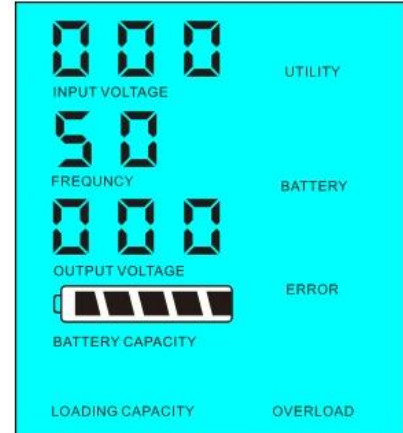 000
UTILITY
INPUT VOLTAGE
50
FREQUNCY
BATTERY
000
OUTPUT VOLTAGE
ERROR
BATTERY CAPACITY
LOADING CAPACITY
OVERLOAD